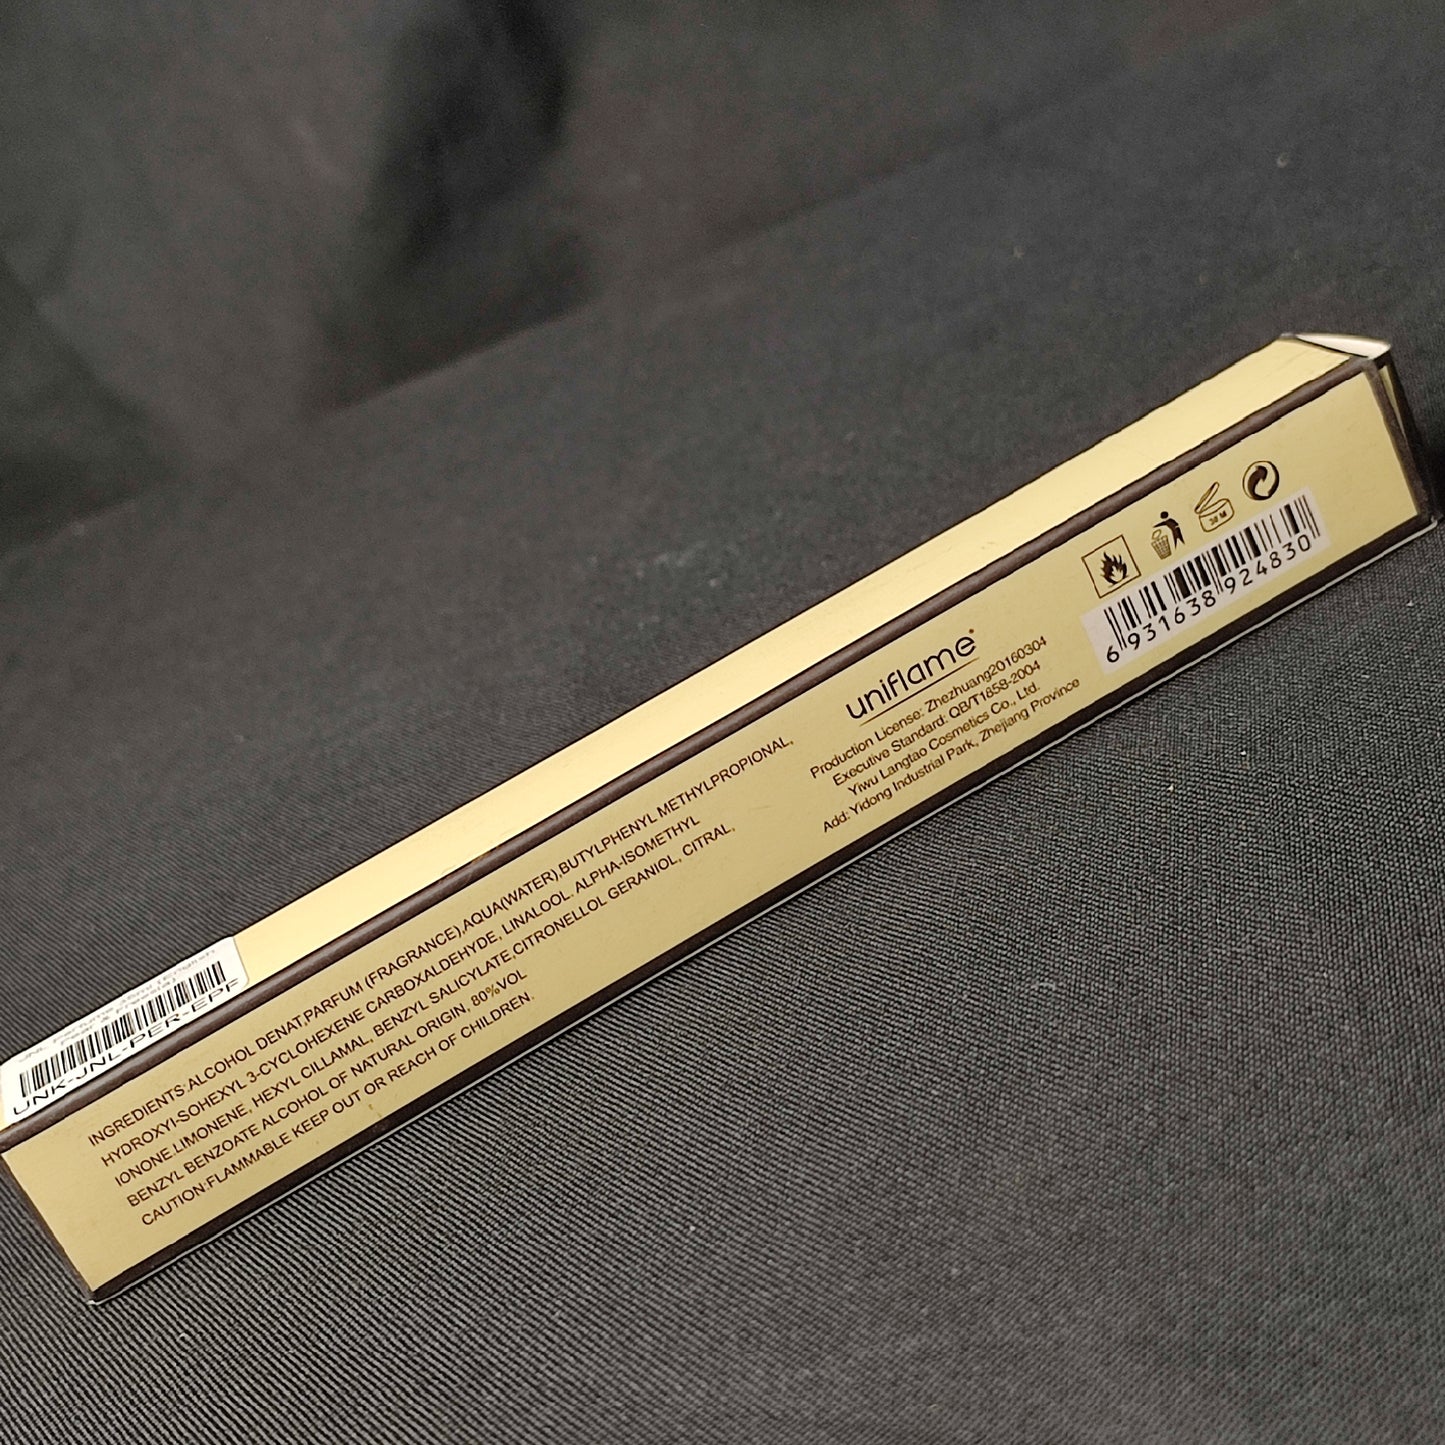 UNK-JNL-PER-EPF
INGREDIENTS:ALCOHOL DENAT,PARFUM (FRAGRANCE),AQUA(WATER),BUTYLPHENYL METHYLPROPIONAL,
HYDROXYI-SOHEXYL 3-CYCLOHEXENE CARBOXALDEHYDE, LINALOOL. ALPHA-ISOMETHYL
IONONE.LIMONENE, HEXYL CILLAMAL, BENZYL SALICYLATE,CITRONELLOL GERANIOL, CITRAL,
BENZYL BENZOATE ALCOHOL OF NATURAL ORIGIN, 80%VOL
CAUTION:FLAMMABLE KEEP OUT OR REACH OF CHILDREN.
uniflame
Production License: Zhezhuang20160304
Executive Standard: QB/T1858-2004
Yiwu Langtao Cosmetics Co., Ltd.
Add: Yidong Industrial Park, Zhejiang Province
36 M
6 931638 924830